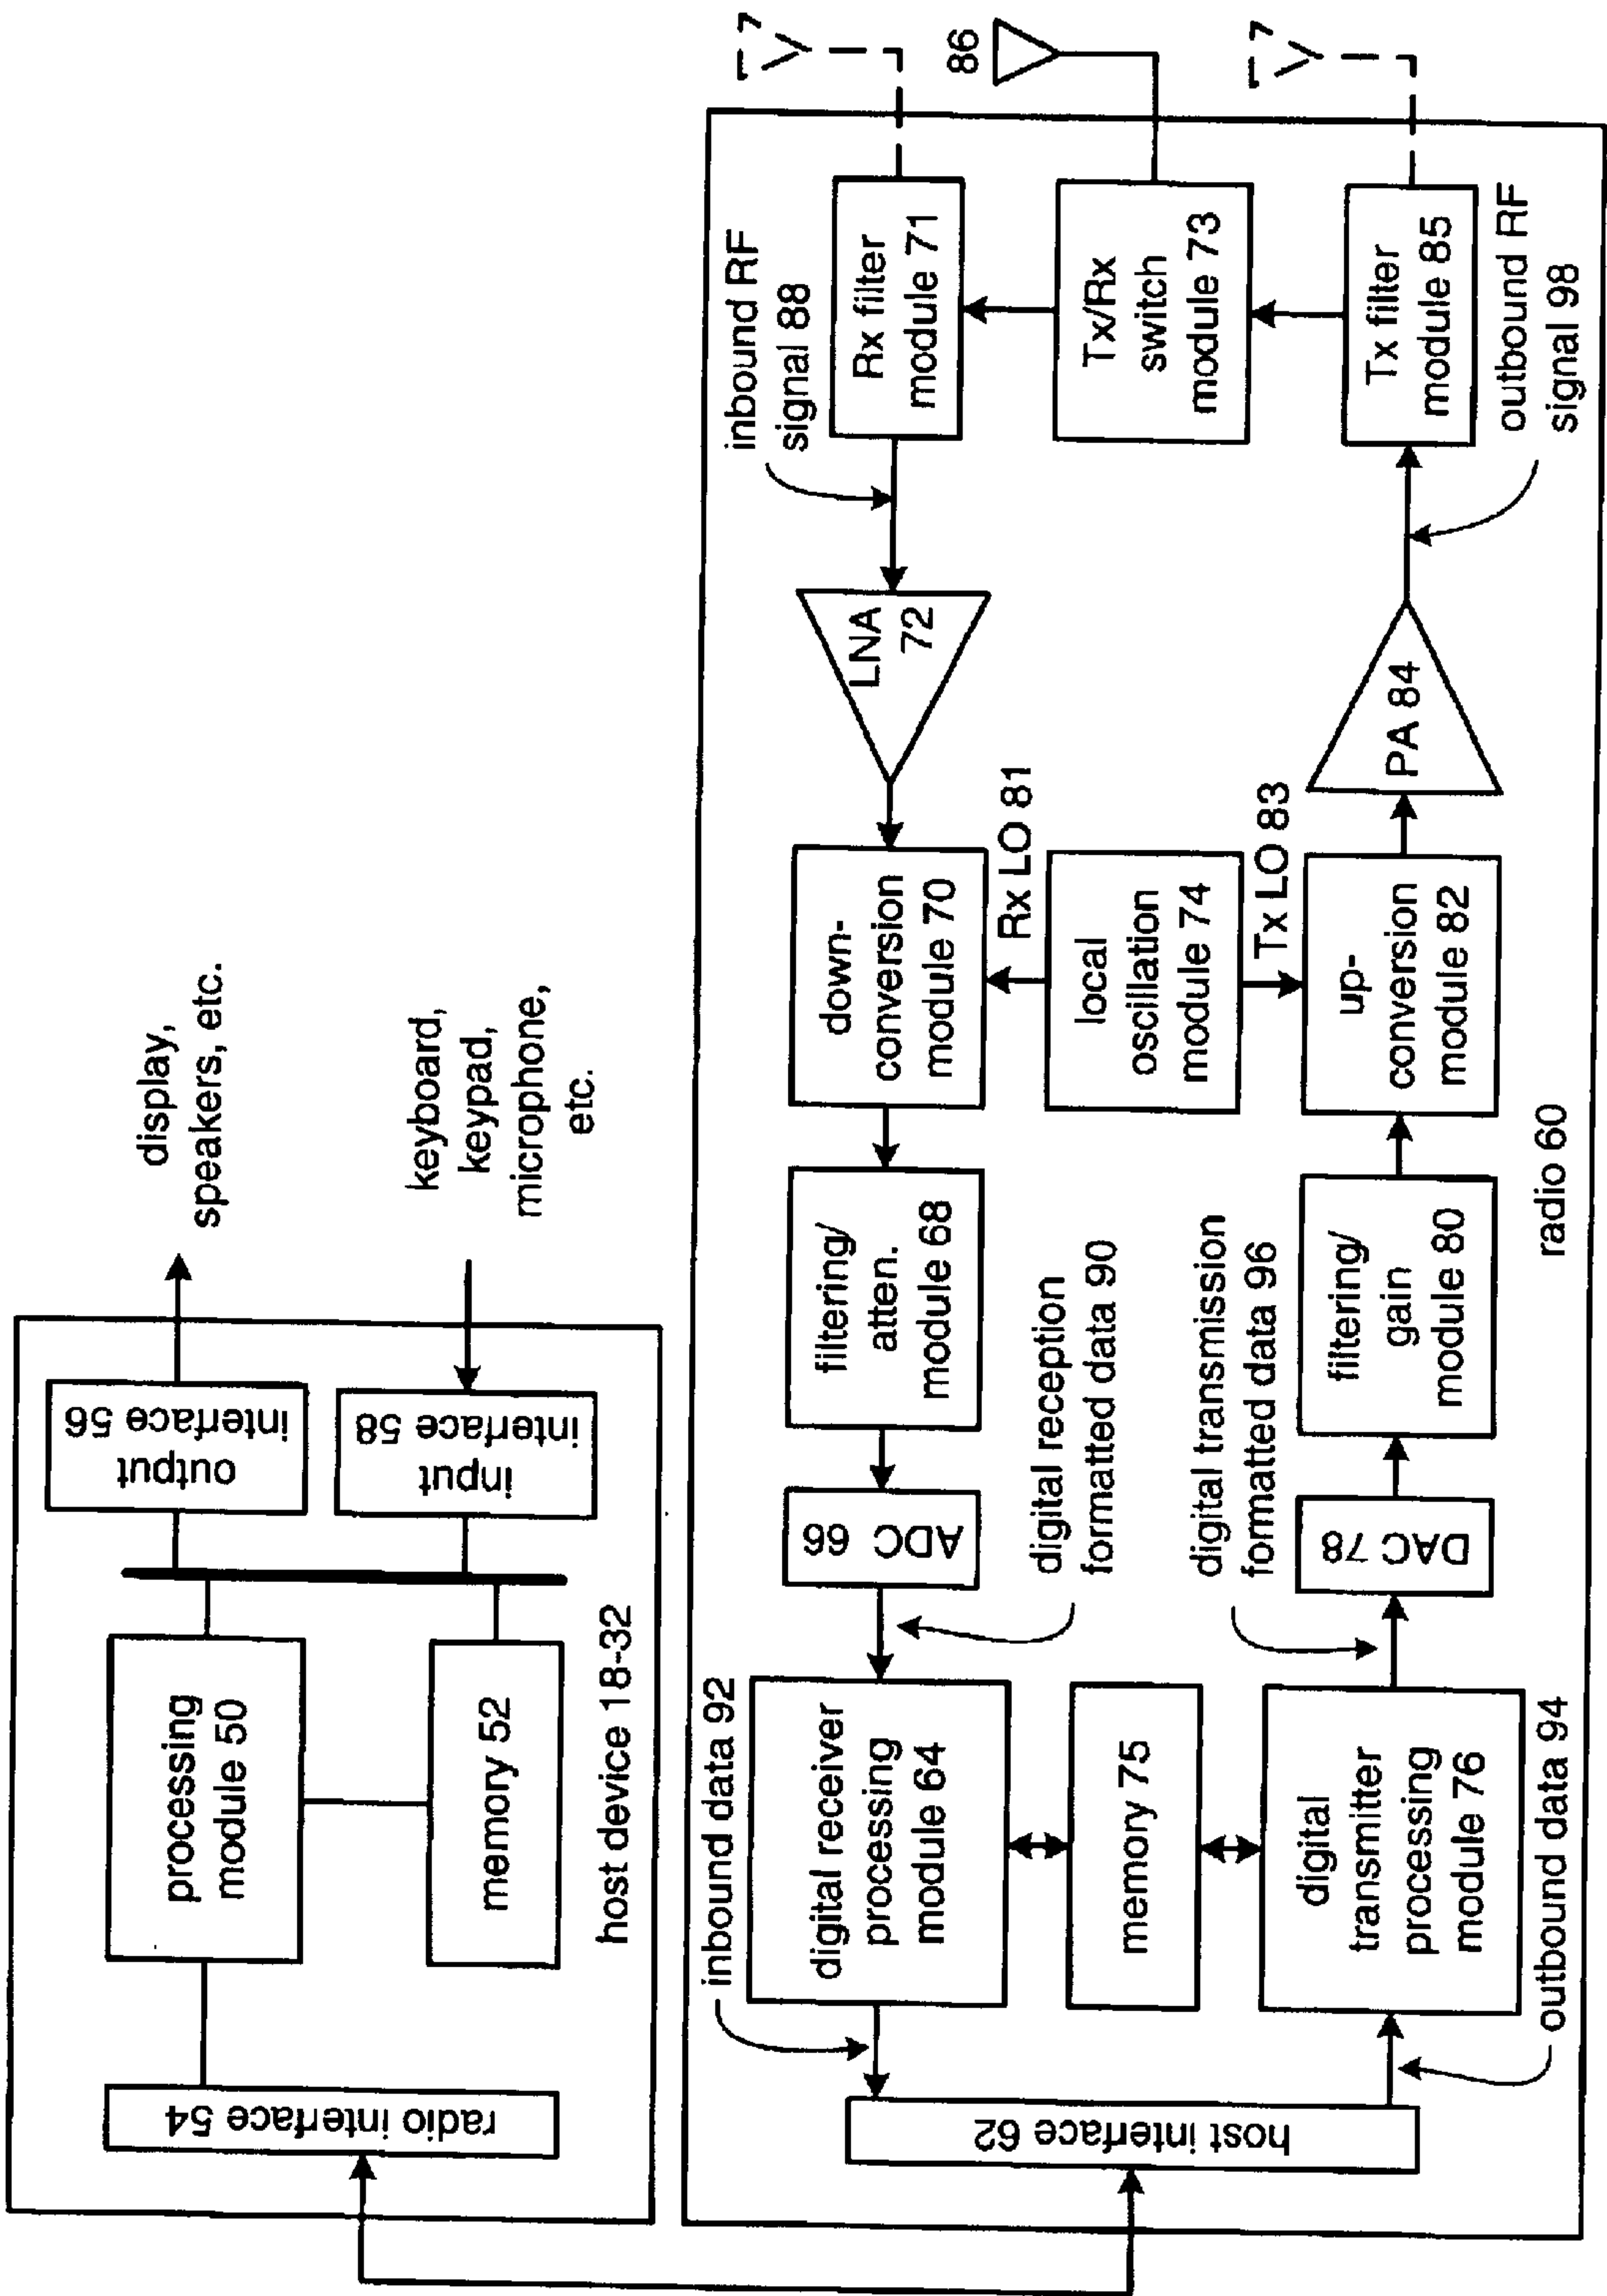 display,
speakers, etc.
keyboard,
keypad,
microphone,
etc.
output
interface 56
input
interface 58
processing
module 50
memory 52
radio interface 54
host device 18-32
86
inbound RF
signal 88
Rx filter
module 71
Tx/Rx
switch
module 73
Tx filter
module 85
outbound RF
signal 98
LNA
72
PA 84
down-
conversion
module 70
Rx LO 81
local
oscillation
module 74
Tx LO 83
up-
conversion
module 82
filtering/
atten.
module 68
filtering/
gain
module 80
radio 60
ADC 66
digital reception
formatted data 90
digital transmission
formatted data 96
DAC 78
inbound data 92
digital receiver
processing
module 64
memory 75
digital
transmitter
processing
module 76
outbound data 94
host interface 62